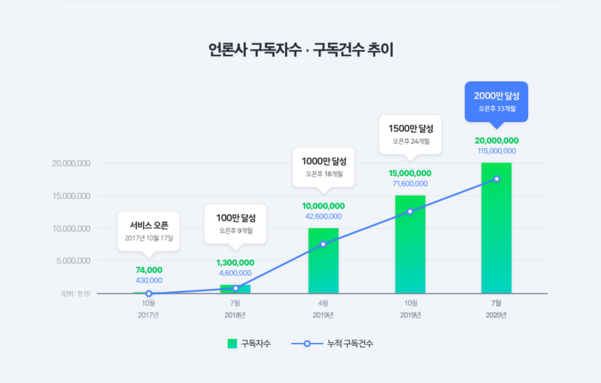 언론사 구독자수 · 구독건수 추이
2000만 달성
오픈후 33개월
1500만 달성
오픈후 24개월
1000만 달성
오픈후 18개월
100만 달성
오픈후 9개월
서비스 오픈
2017년 10월 17일
20,000,000
115,000,000
15,000,000
71,600,000
10,000,000
42,600,000
1,300,000
4,600,000
74,000
430,000
20,000,000
15,000,000
10,000,000
5,000,000
10월
2017년
7월
2018년
4월
2019년
10월
2019년
7월
2020년
구독자수
누적 구독건수